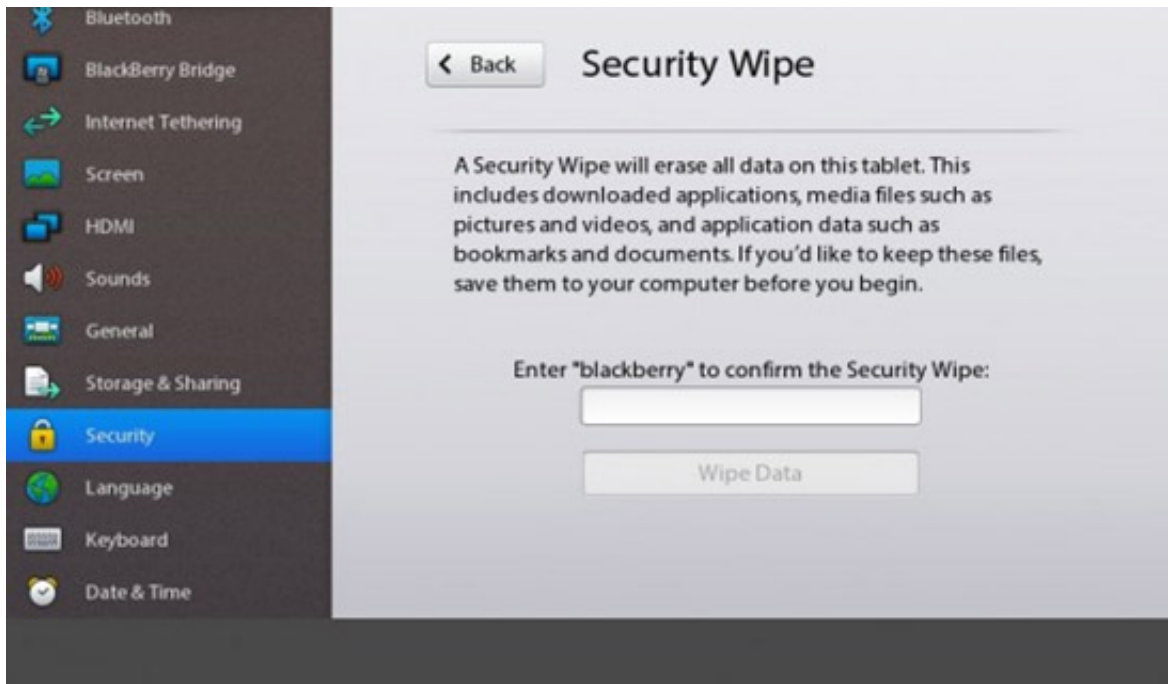 Bluetooth
BlackBerry Bridge
Internet Tethering
Screen
HDMI
Sounds
General
Storage & Sharing
Security
Language
Keyboard
Date & Time
Back
Security Wipe
A Security Wipe will erase all data on this tablet. This
includes downloaded applications, media files such as
pictures and videos, and application data such as
bookmarks and documents. If you'd like to keep these files,
save them to your computer before you begin.
Enter "blackberry" to confirm the Security Wipe:
Wipe Data